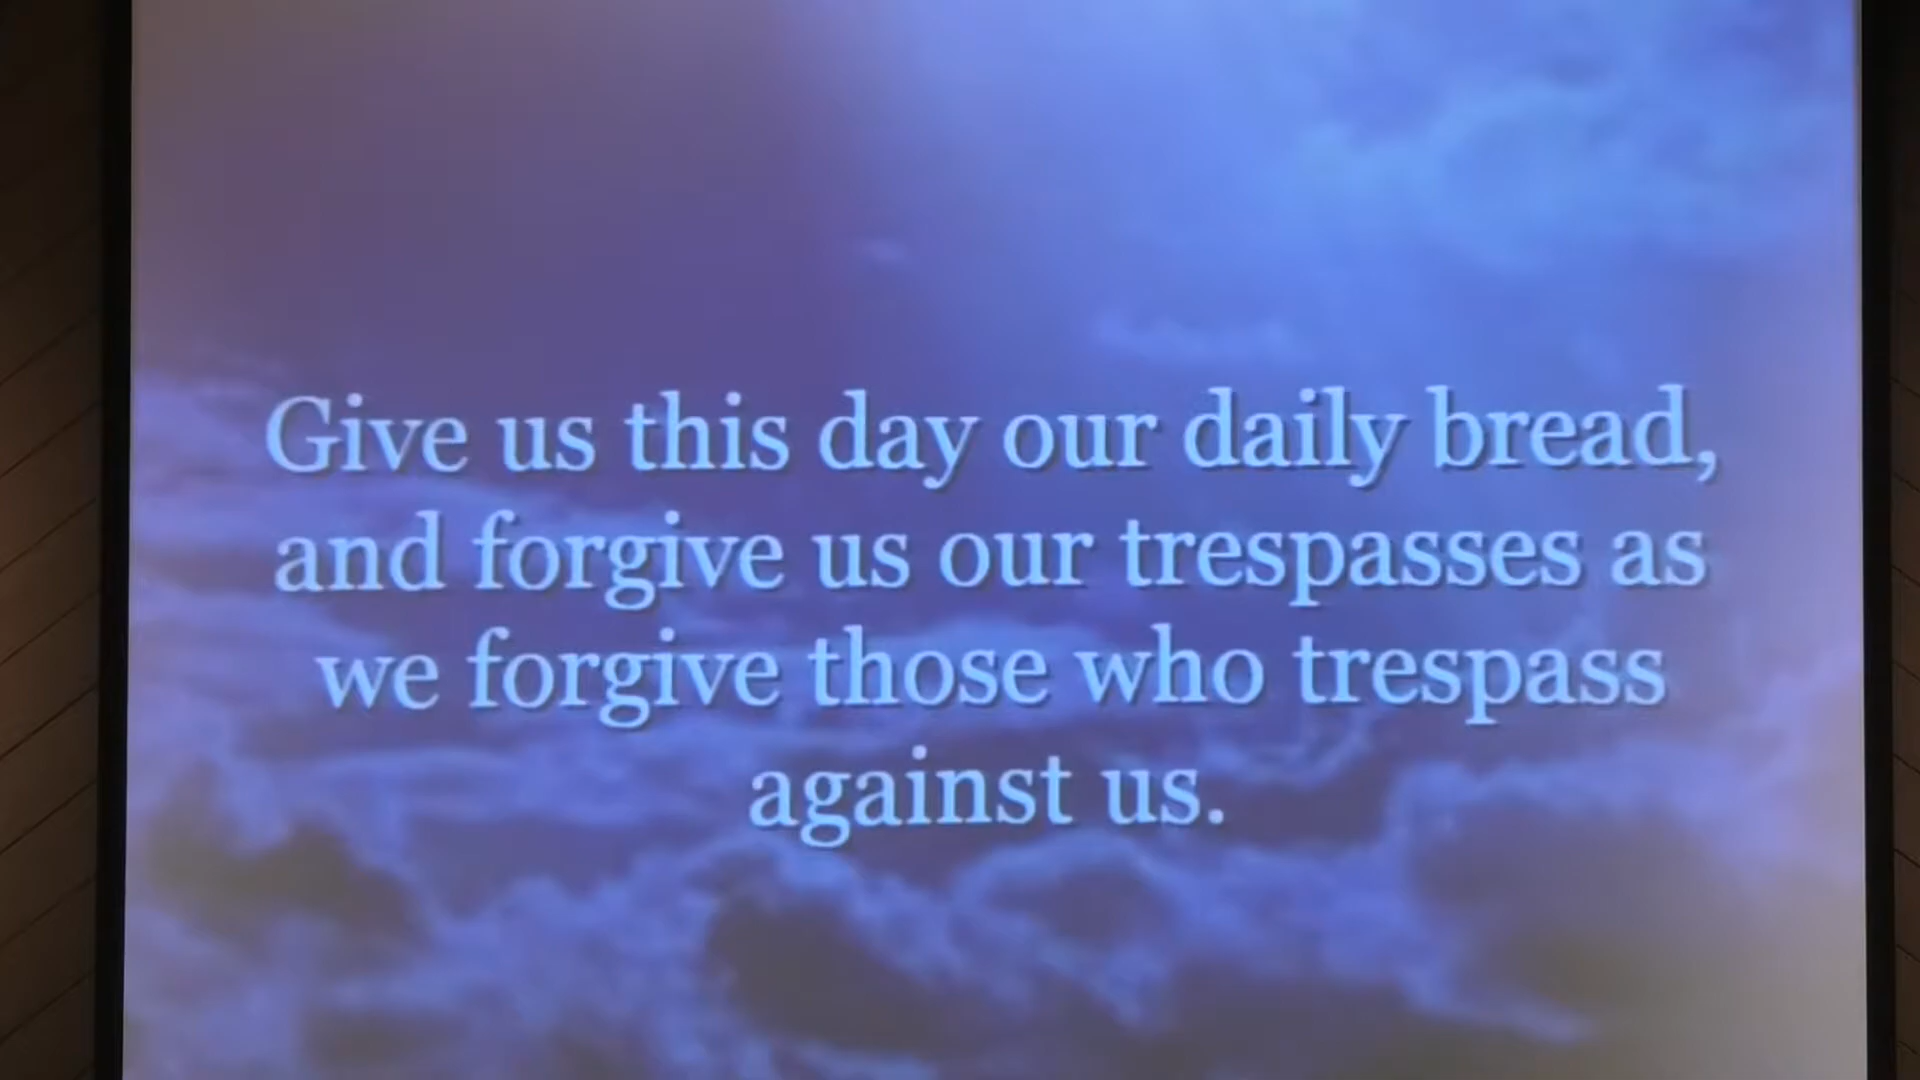 Give us this day our daily bread,
and forgive us our trespasses as
we forgive those who trespass
against us.